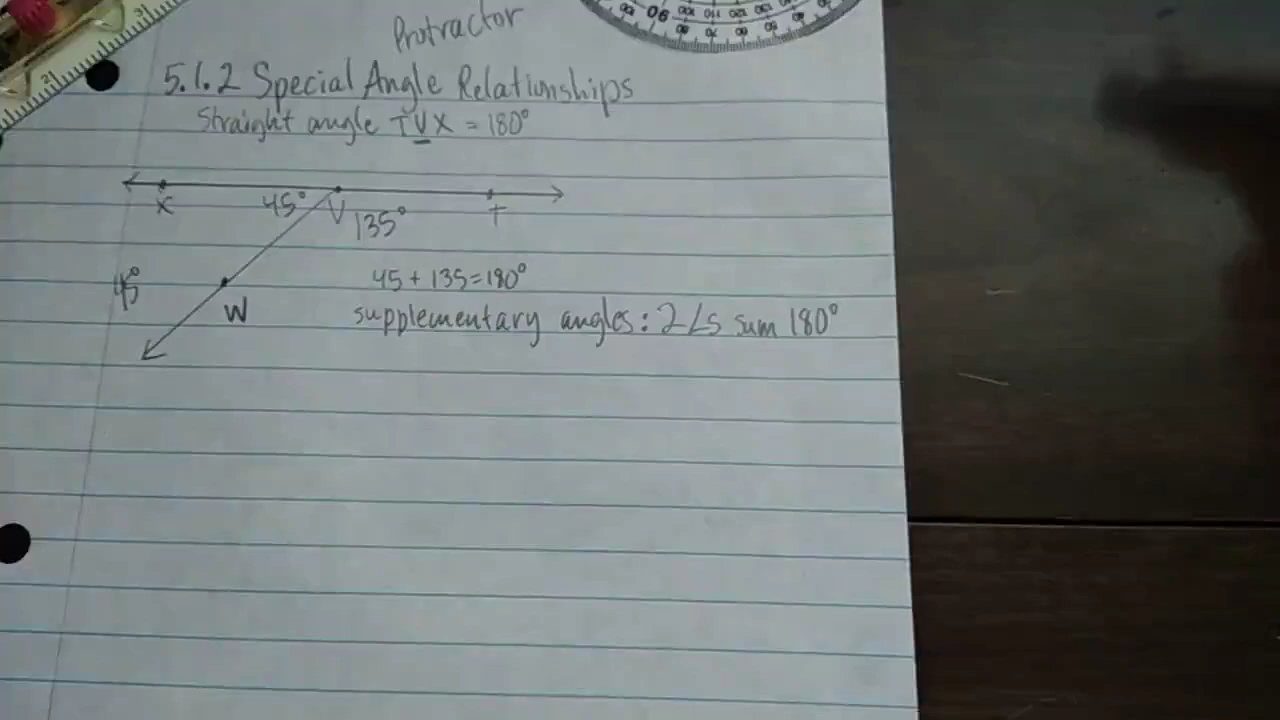 Protractor
5.1.2 Special Angle Relationships
Straight angle TVX = 180°
X 45° V 135° T
45°
W
45 + 135 = 180°
supplementary angles: 2 ∠s sum 180°